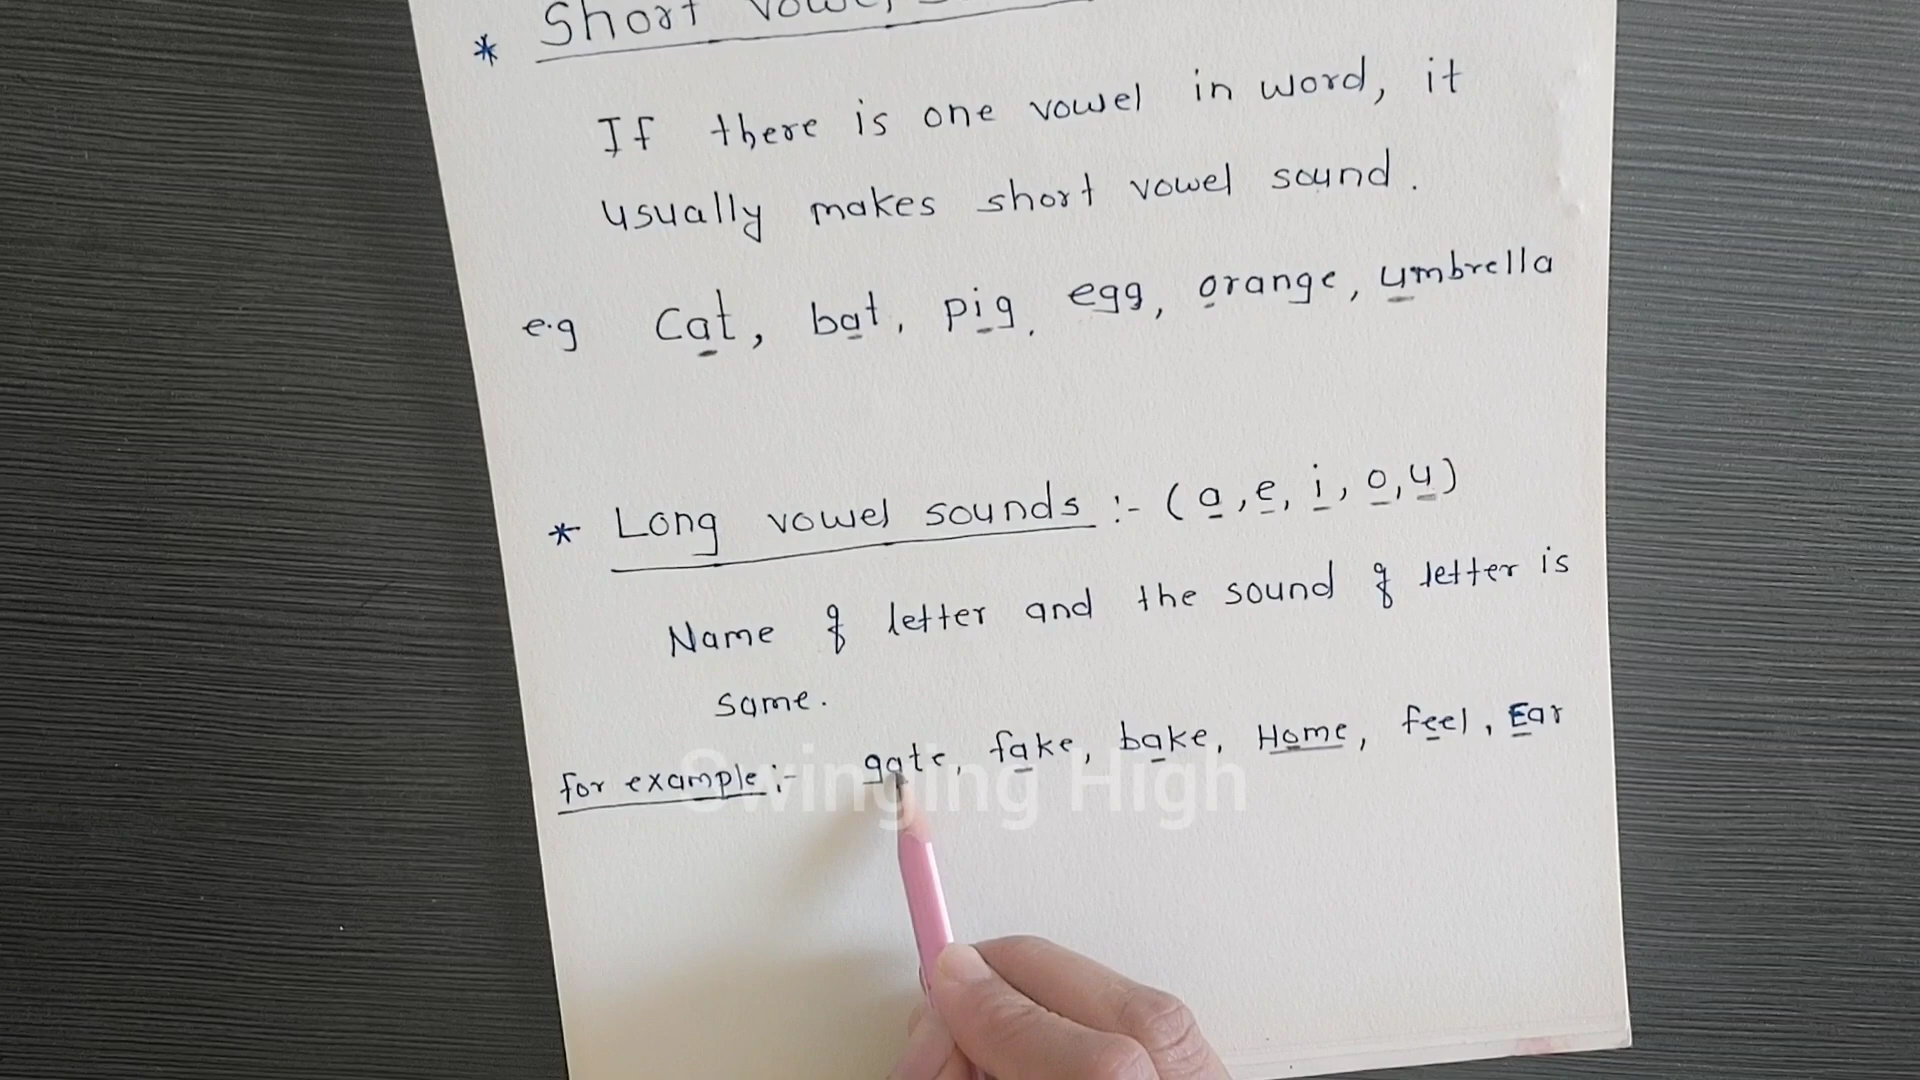 * Short vowel
If there is one vowel in word, it
usually makes short vowel sound.
e.g Cat, bat, pig, egg, orange, umbrella
* Long vowel sounds :- (a, e, i, o, u)
Name of letter and the sound of letter is
same.
for example :- gate, fake, bake, Home, feel, Ear
Swinging High